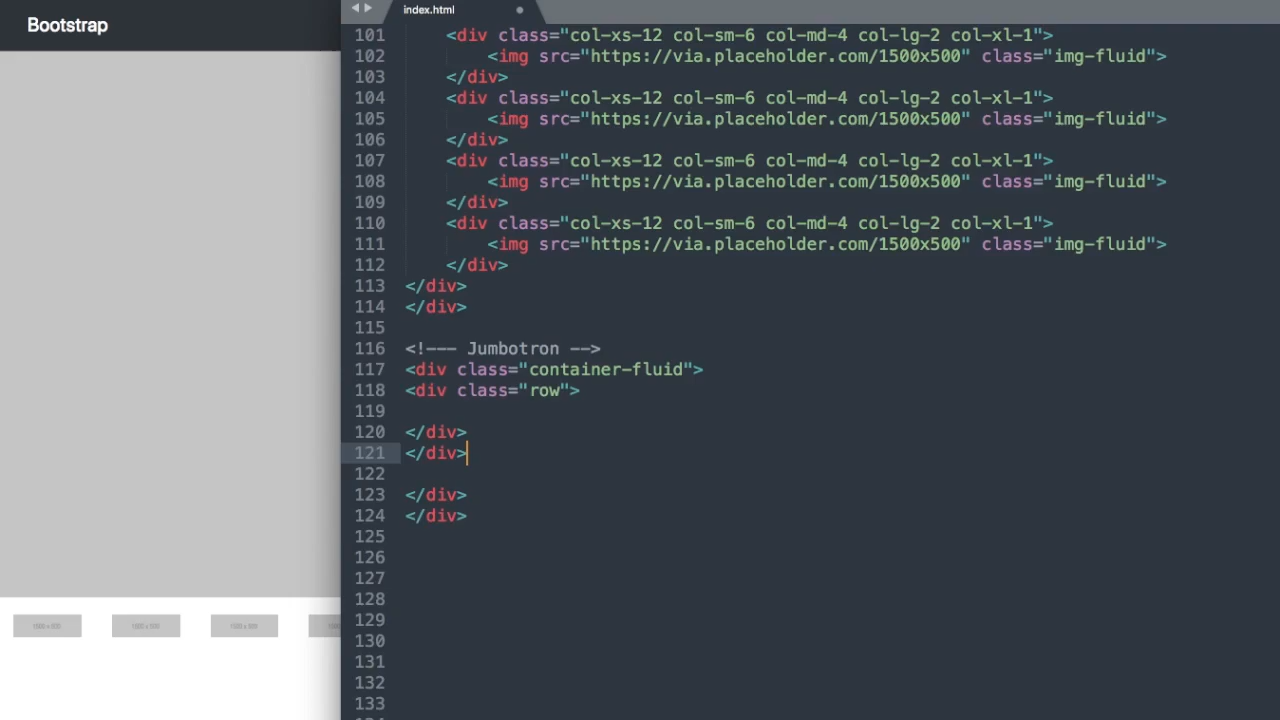 Bootstrap
index.html
101 <div class="col-xs-12 col-sm-6 col-md-4 col-lg-2 col-xl-1">
102 <img src="https://via.placeholder.com/1500x500" class="img-fluid">
103 </div>
104 <div class="col-xs-12 col-sm-6 col-md-4 col-lg-2 col-xl-1">
105 <img src="https://via.placeholder.com/1500x500" class="img-fluid">
106 </div>
107 <div class="col-xs-12 col-sm-6 col-md-4 col-lg-2 col-xl-1">
108 <img src="https://via.placeholder.com/1500x500" class="img-fluid">
109 </div>
110 <div class="col-xs-12 col-sm-6 col-md-4 col-lg-2 col-xl-1">
111 <img src="https://via.placeholder.com/1500x500" class="img-fluid">
112 </div>
113 </div>
114 </div>
115
116 <!--- Jumbotron -->
117 <div class="container-fluid">
118 <div class="row">
119
120 </div>
121 </div>
122
123 </div>
124 </div>
125
126
127
128
129
130
131
132
133